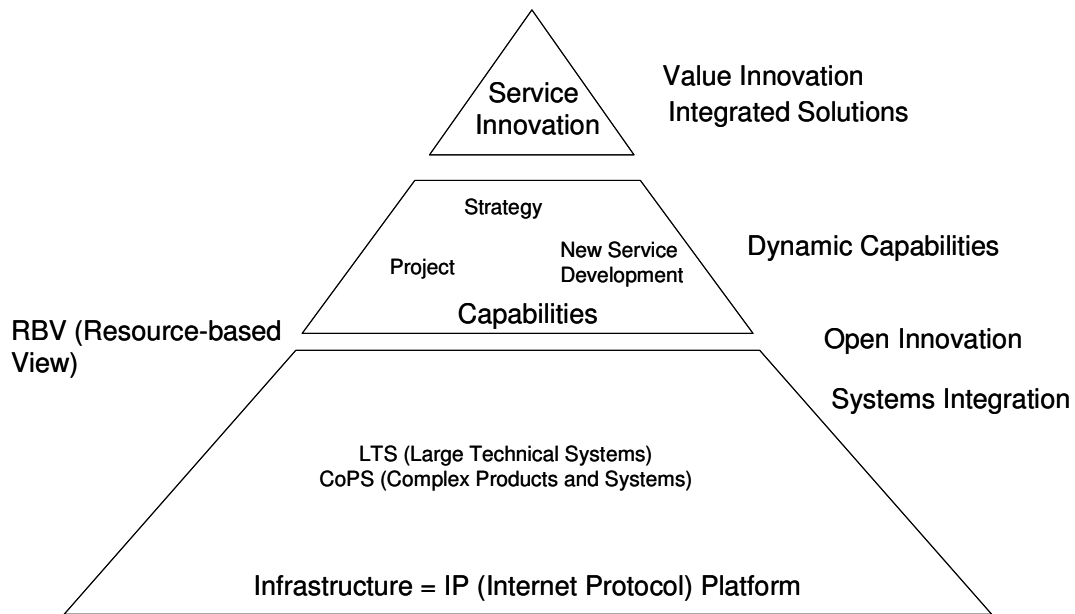 Service
Innovation
Value Innovation
Integrated Solutions
Strategy
Project
New Service
Development
Capabilities
Dynamic Capabilities
RBV (Resource-based
View)
Open Innovation
Systems Integration
LTS (Large Technical Systems)
CoPS (Complex Products and Systems)
Infrastructure = IP (Internet Protocol) Platform